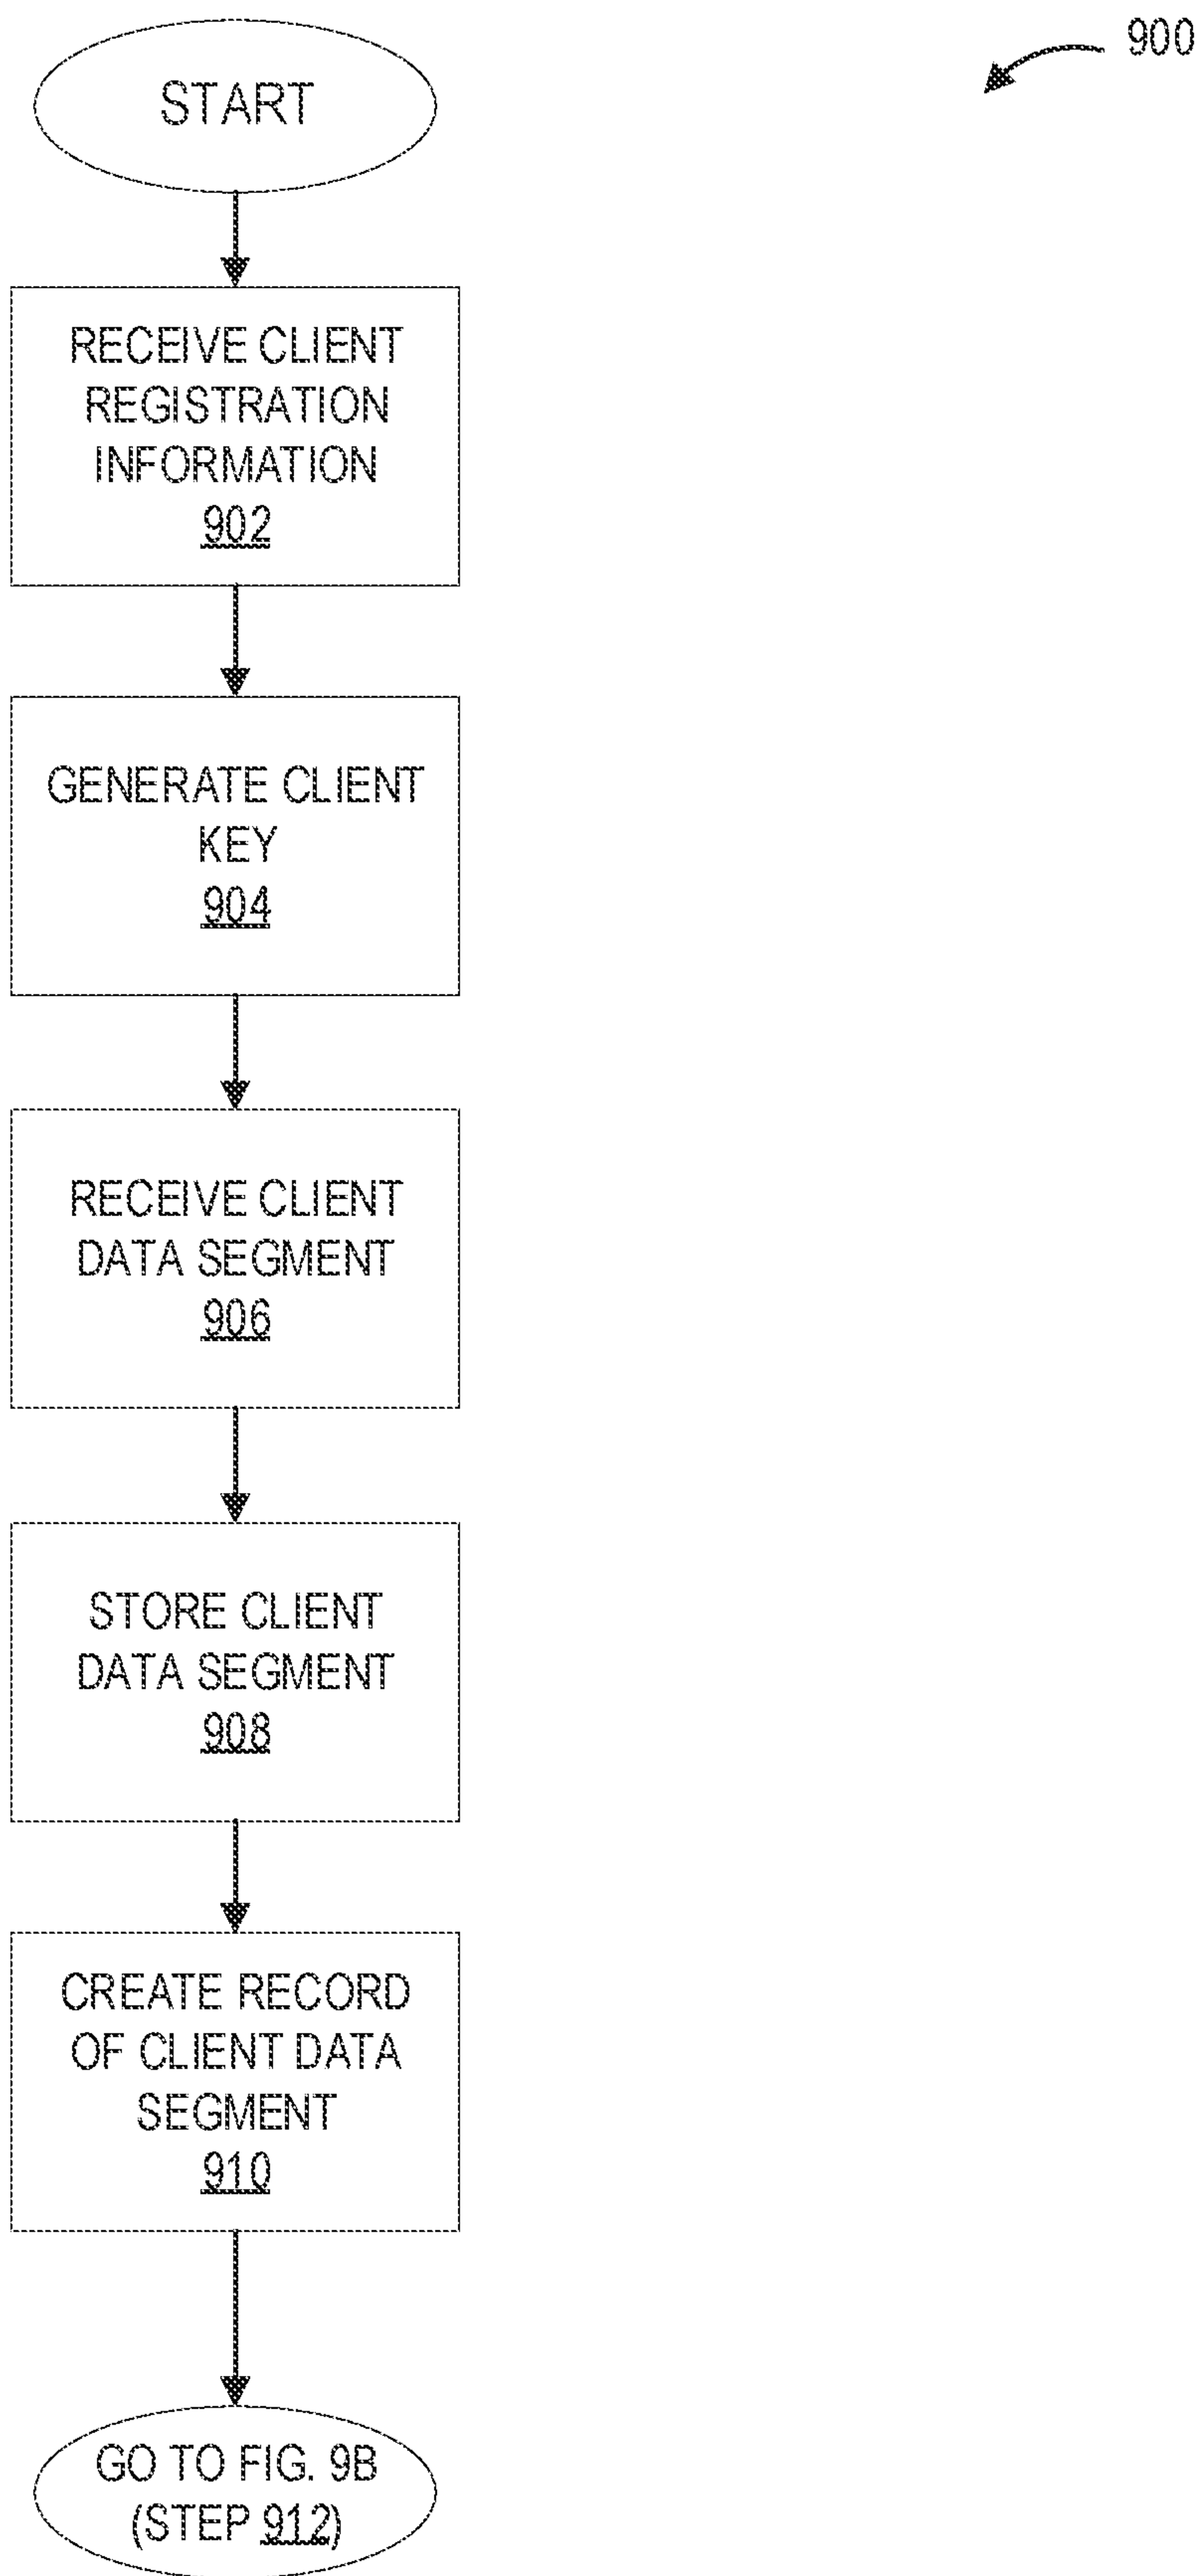 900
START
RECEIVE CLIENT
REGISTRATION
INFORMATION
902
GENERATE CLIENT
KEY
904
RECEIVE CLIENT
DATA SEGMENT
906
STORE CLIENT
DATA SEGMENT
908
CREATE RECORD
OF CLIENT DATA
SEGMENT
910
GO TO FIG. 9B
(STEP 912)